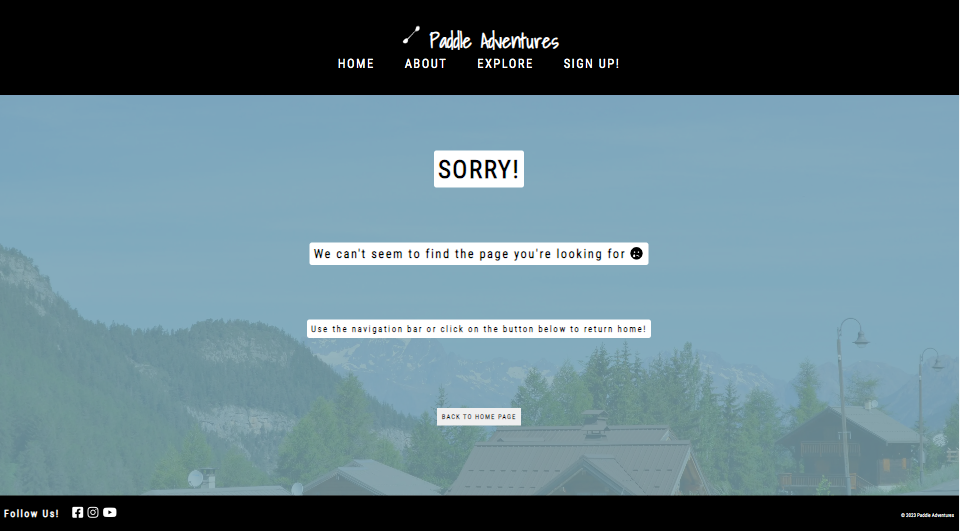 Paddle Adventures
HOME ABOUT EXPLORE SIGN UP!
SORRY!
We can't seem to find the page you're looking for
Use the navigation bar or click on the button below to return home!
BACK TO HOME PAGE
Follow Us!
© 2023 Paddle Adventures